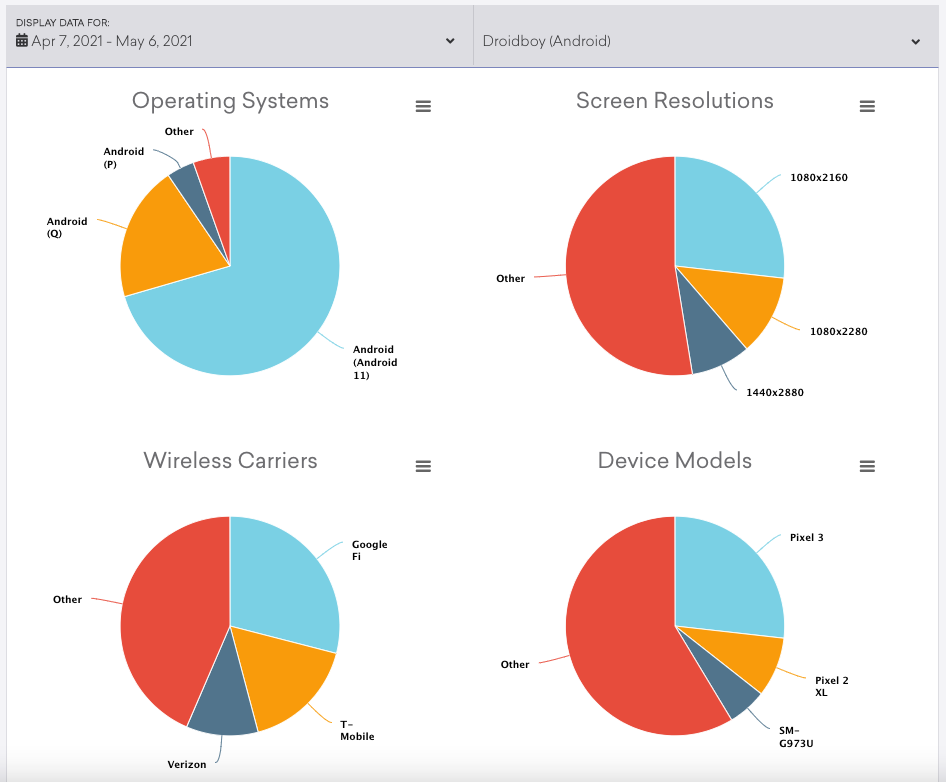 DISPLAY DATA FOR:
Apr 7, 2021 - May 6, 2021
Droidboy (Android)
Operating Systems
Other
Android
(P)
Android
(Q)
Android
(Android
11)
Screen Resolutions
1080x2160
Other
1080x2280
1440x2880
Wireless Carriers
Google
Fi
Other
T-
Mobile
Verizon
Device Models
Pixel 3
Other
Pixel 2
XL
SM-
G973U